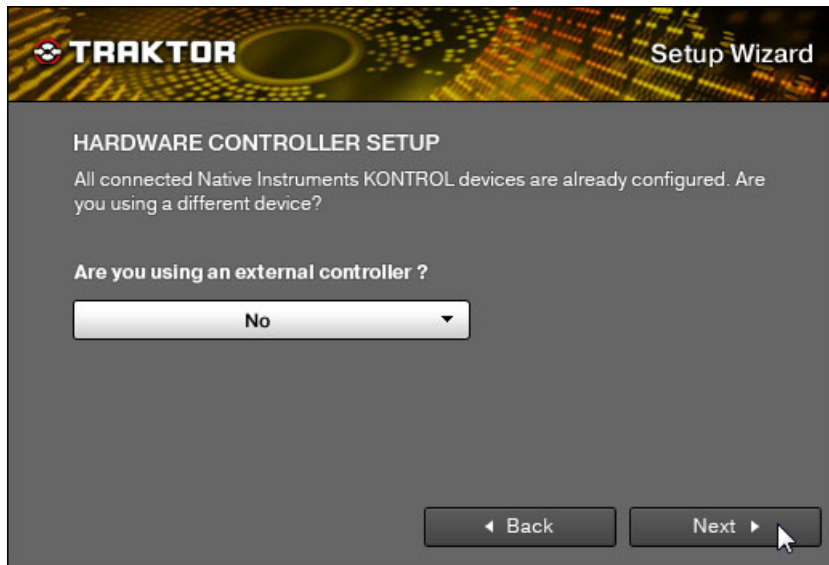 TRAKTOR
Setup Wizard
HARDWARE CONTROLLER SETUP
All connected Native Instruments KONTROL devices are already configured. Are
you using a different device?
Are you using an external controller ?
No
Back
Next